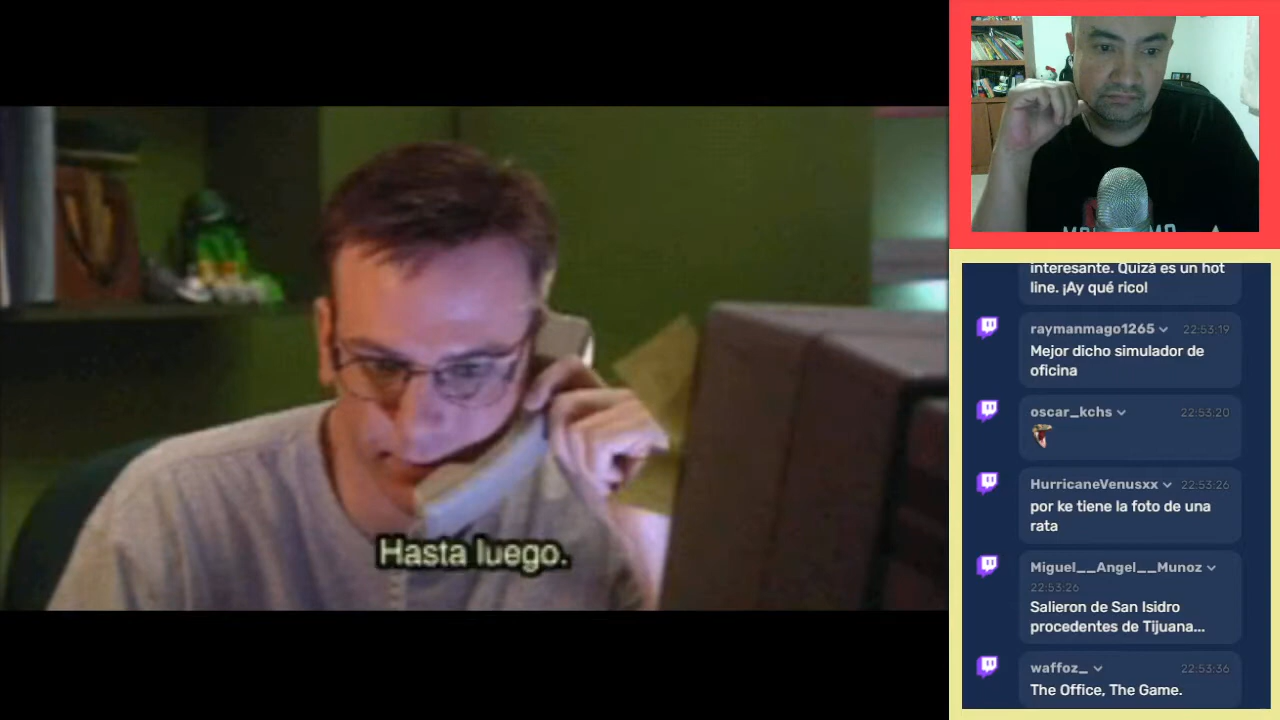 Hasta luego.
interesante. Quizá es un hot
line. ¡Ay qué rico!
raymanmago1265 22:53:19
Mejor dicho simulador de
oficina
oscar_kchs 22:53:20
HurricaneVenusxx 22:53:26
por ke tiene la foto de una
rata
Miguel__Angel__Munoz
22:53:26
Salieron de San Isidro
procedentes de Tijuana...
waffoz_ 22:53:36
The Office, The Game.